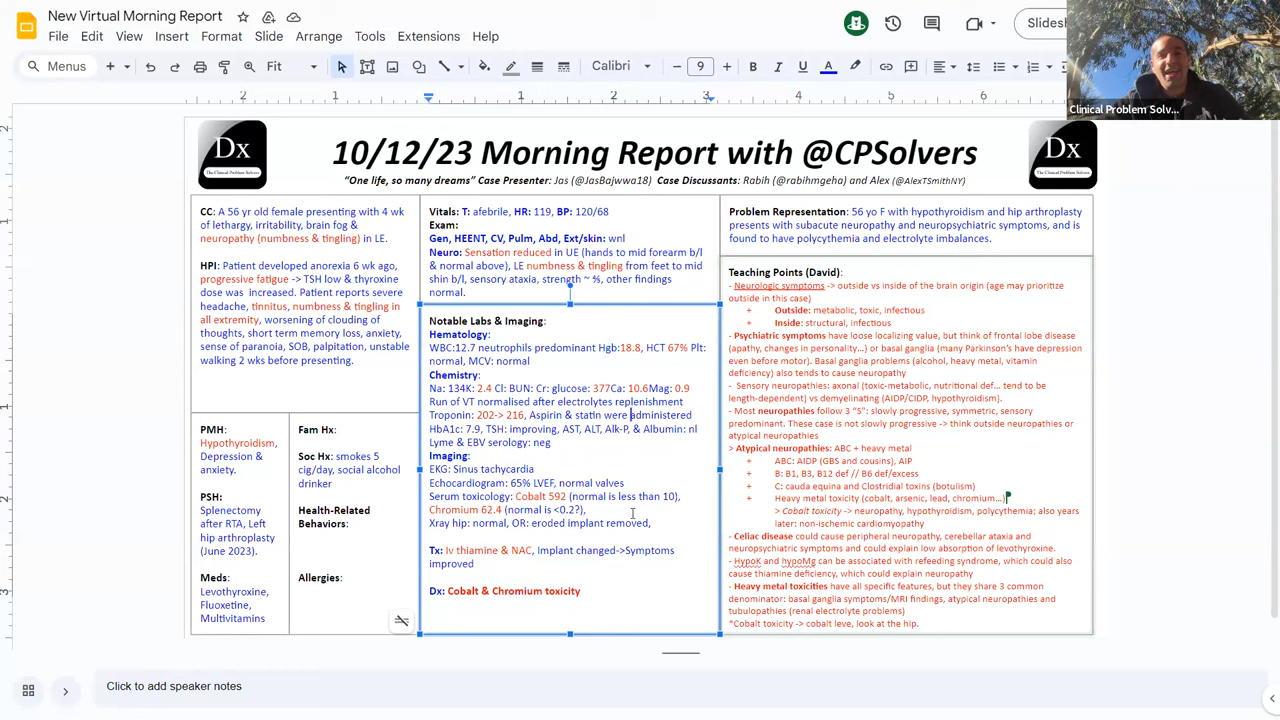 New Virtual Morning Report
File Edit View Insert Format Slide Arrange Tools Extensions Help
Slidesh
Menus
Fit
Calibri
9
Clinical Problem Solv...
2 1 1 2 3 4 5 6
Dx
The Clinical Problem Solvers
10/12/23 Morning Report with @CPSolvers
"One life, so many dreams" Case Presenter: Jas (@JasBajwwa18) Case Discussants: Rabih (@rabihmgeha) and Alex (@AlexTSmithNY)
Dx
The Clinical Problem Solvers
CC: A 56 yr old female presenting with 4 wk
of lethargy, irritability, brain fog &
neuropathy (numbness & tingling) in LE.
HPI: Patient developed anorexia 6 wk ago,
progressive fatigue -> TSH low & thyroxine
dose was increased. Patient reports severe
headache, tinnitus, numbness & tingling in
all extremity, worsening of clouding of
thoughts, short term memory loss, anxiety,
sense of paranoia, SOB, palpitation, unstable
walking 2 wks before presenting.
PMH:
Hypothyroidism,
Depression &
anxiety.
PSH:
Splenectomy
after RTA, Left
hip arthroplasty
(June 2023).
Meds:
Levothyroxine,
Fluoxetine,
Multivitamins
Fam Hx:
Soc Hx: smokes 5
cig/day, social alcohol
drinker
Health-Related
Behaviors:
Allergies:
Vitals: T: afebrile, HR: 119, BP: 120/68
Exam:
Gen, HEENT, CV, Pulm, Abd, Ext/skin: wnl
Neuro: Sensation reduced in UE (hands to mid forearm b/l
& normal above), LE numbness & tingling from feet to mid
shin b/l, sensory ataxia, strength ~ ⅘, other findings
normal.
Notable Labs & Imaging:
Hematology:
WBC:12.7 neutrophils predominant Hgb:18.8, HCT 67% Plt:
normal, MCV: normal
Chemistry:
Na: 134K: 2.4 Cl: BUN: Cr: glucose: 377Ca: 10.6Mag: 0.9
Run of VT normalised after electrolytes replenishment
Troponin: 202-> 216, Aspirin & statin were administered
HbA1c: 7.9, TSH: improving, AST, ALT, Alk-P, & Albumin: nl
Lyme & EBV serology: neg
Imaging:
EKG: Sinus tachycardia
Echocardiogram: 65% LVEF, normal valves
Serum toxicology: Cobalt 592 (normal is less than 10),
Chromium 62.4 (normal is <0.2?),
Xray hip: normal, OR: eroded implant removed,
Tx: Iv thiamine & NAC, Implant changed->Symptoms
improved
Dx: Cobalt & Chromium toxicity
Problem Representation: 56 yo F with hypothyroidism and hip arthroplasty
presents with subacute neuropathy and neuropsychiatric symptoms, and is
found to have polycythemia and electrolyte imbalances.
Teaching Points (David):
- Neurologic symptoms -> outside vs inside of the brain origin (age may prioritize
outside in this case)
+ Outside: metabolic, toxic, infectious
+ Inside: structural, infectious
- Psychiatric symptoms have loose localizing value, but think of frontal lobe disease
(apathy, changes in personality...) or basal ganglia (many Parkinson's have depression
even before motor). Basal ganglia problems (alcohol, heavy metal, vitamin
deficiency) also tends to cause neuropathy
- Sensory neuropathies: axonal (toxic-metabolic, nutritional def... tend to be
length-dependent) vs demyelinating (AIDP/CIDP, hypothyroidism).
- Most neuropathies follow 3 "S": slowly progressive, symmetric, sensory
predominant. These case is not slowly progressive -> think outside neuropathies or
atypical neuropathies
> Atypical neuropathies: ABC + heavy metal
+ ABC: AIDP (GBS and cousins), AIP
+ B: B1, B3, B12 def // B6 def/excess
+ C: cauda equina and Clostridial toxins (botulism)
+ Heavy metal toxicity (cobalt, arsenic, lead, chromium...)
> Cobalt toxicity -> neuropathy, hypothyroidism, polycythemia; also years
later: non-ischemic cardiomyopathy
- Celiac disease could cause peripheral neuropathy, cerebellar ataxia and
neuropsychiatric symptoms and could explain low absorption of levothyroxine.
- HypoK and hypoMg can be associated with refeeding syndrome, which could also
cause thiamine deficiency, which could explain neuropathy
- Heavy metal toxicities have all specific features, but they share 3 common
denominator: basal ganglia symptoms/MRI findings, atypical neuropathies and
tubulopathies (renal electrolyte problems)
*Cobalt toxicity -> cobalt leve, look at the hip.
Click to add speaker notes